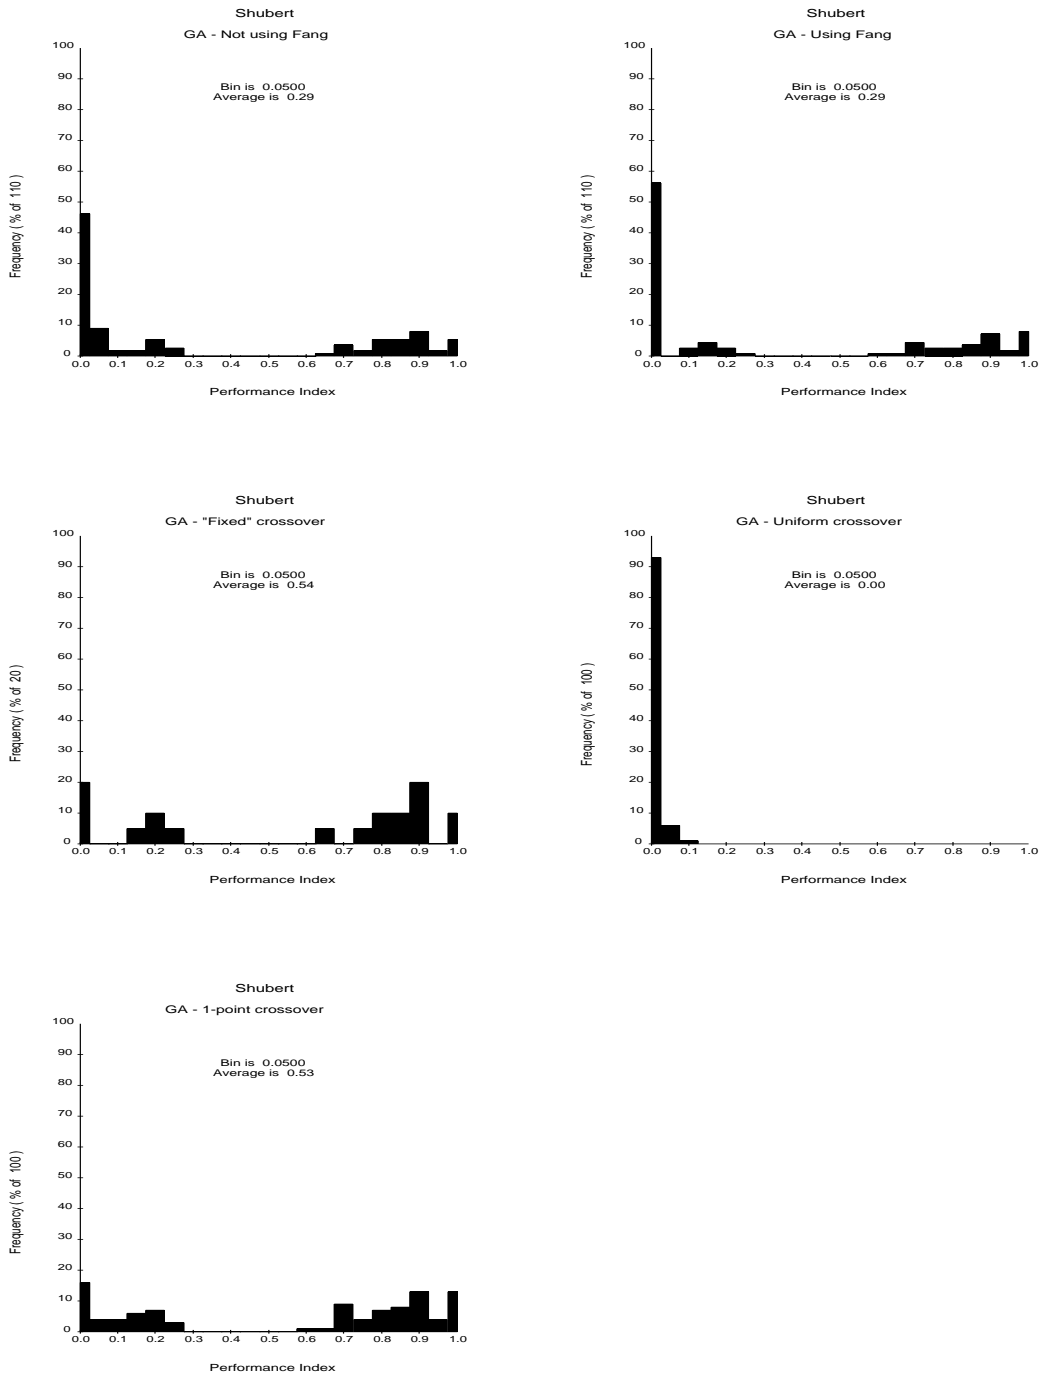 Shubert
GA - Not using Fang
100
90
80
70
60
50
40
30
20
10
0
Bin is 0.0500
Average is 0.29
Frequency ( % of 110 )
0.0 0.1 0.2 0.3 0.4 0.5 0.6 0.7 0.8 0.9 1.0
Performance Index
Shubert
GA - Using Fang
100
90
80
70
60
50
40
30
20
10
0
Bin is 0.0500
Average is 0.29
Frequency ( % of 110 )
0.0 0.1 0.2 0.3 0.4 0.5 0.6 0.7 0.8 0.9 1.0
Performance Index
Shubert
GA - "Fixed" crossover
100
90
80
70
60
50
40
30
20
10
0
Bin is 0.0500
Average is 0.54
Frequency ( % of 20 )
0.0 0.1 0.2 0.3 0.4 0.5 0.6 0.7 0.8 0.9 1.0
Performance Index
Shubert
GA - Uniform crossover
100
90
80
70
60
50
40
30
20
10
0
Bin is 0.0500
Average is 0.00
Frequency ( % of 100 )
0.0 0.1 0.2 0.3 0.4 0.5 0.6 0.7 0.8 0.9 1.0
Performance Index
Shubert
GA - 1-point crossover
100
90
80
70
60
50
40
30
20
10
0
Bin is 0.0500
Average is 0.53
Frequency ( % of 100 )
0.0 0.1 0.2 0.3 0.4 0.5 0.6 0.7 0.8 0.9 1.0
Performance Index